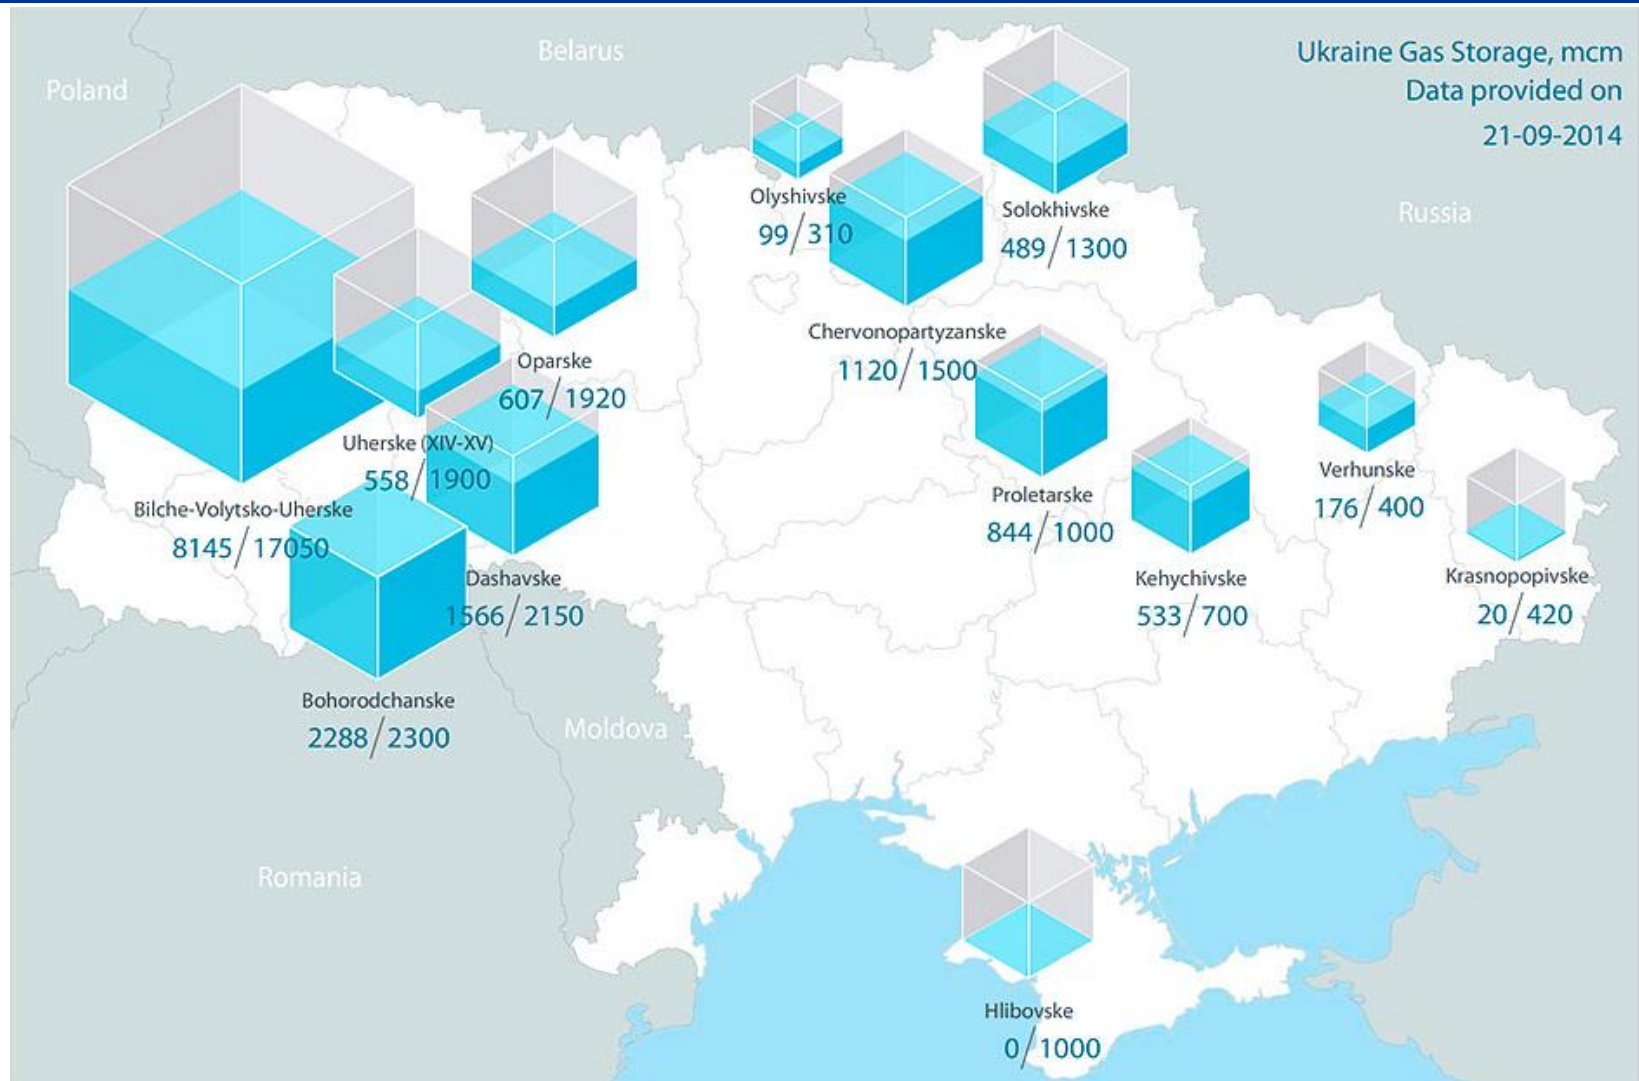 Ukraine Gas Storage, mcm
Data provided on
21-09-2014
Belarus
Poland
Russia
Olyshivske
99/310
Solokhivske
489/1300
Chervonopartyzanske
1120/1500
Oparske
607/1920
Uherske (XIV-XV)
558/1900
Bilche-Volytsko-Uherske
8145/17050
Dashavske
1566/2150
Bohorodchanske
2288/2300
Proletarske
844/1000
Kehychivske
533/700
Verhunske
176/400
Krasnopopivske
20/420
Moldova
Romania
Hlibovske
0/1000